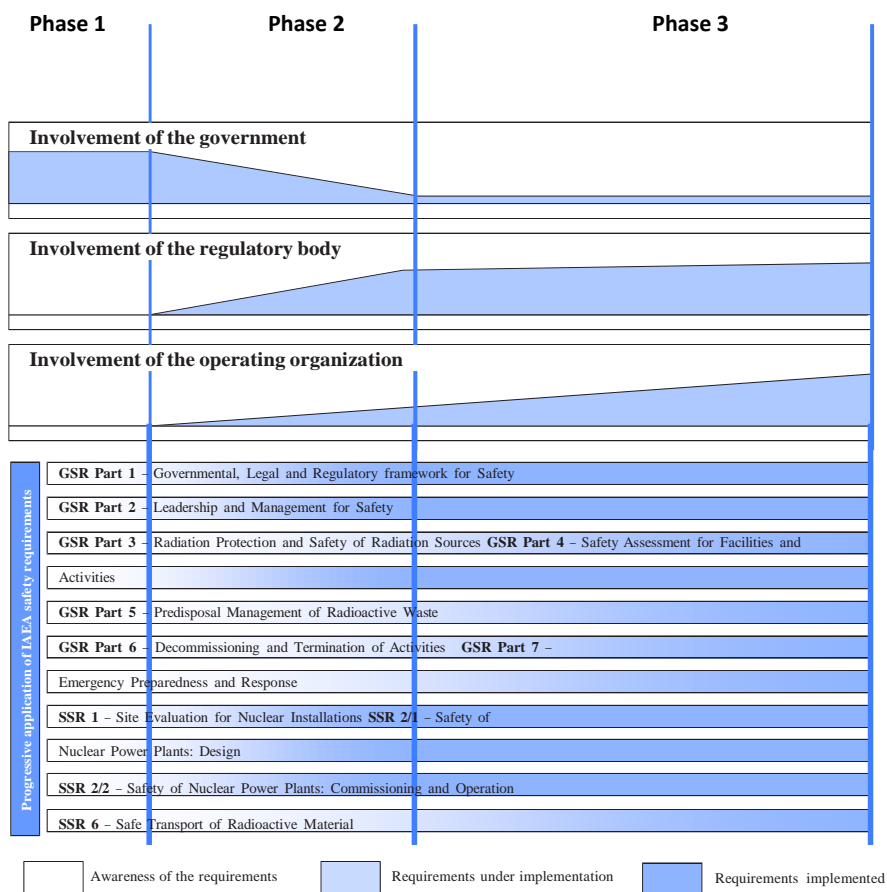 Phase 1
Phase 2
Phase 3
Involvement of the government
Involvement of the regulatory body
Involvement of the operating organization
Progressive application of IAEA safety requirements
GSR Part 1 – Governmental, Legal and Regulatory framework for Safety
GSR Part 2 – Leadership and Management for Safety
GSR Part 3 – Radiation Protection and Safety of Radiation Sources GSR Part 4 – Safety Assessment for Facilities and
Activities
GSR Part 5 – Predisposal Management of Radioactive Waste
GSR Part 6 – Decommissioning and Termination of Activities GSR Part 7 –
Emergency Preparedness and Response
SSR 1 – Site Evaluation for Nuclear Installations SSR 2/1 – Safety of
Nuclear Power Plants: Design
SSR 2/2 – Safety of Nuclear Power Plants: Commissioning and Operation
SSR 6 – Safe Transport of Radioactive Material
Awareness of the requirements
Requirements under implementation
Requirements implemented